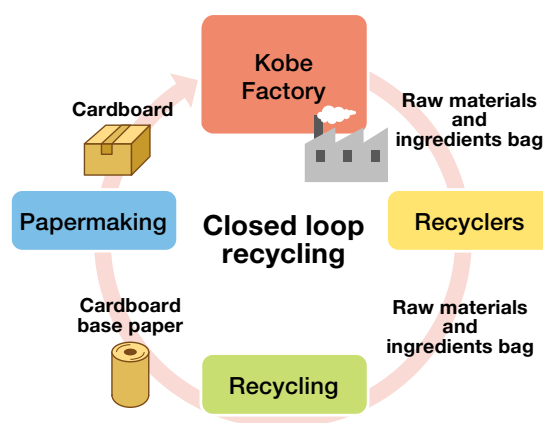 Kobe
Factory
Cardboard
Raw materials
and
ingredients bag
Papermaking
Closed loop
recycling
Recyclers
Cardboard
base paper
Raw materials
and
ingredients bag
Recycling